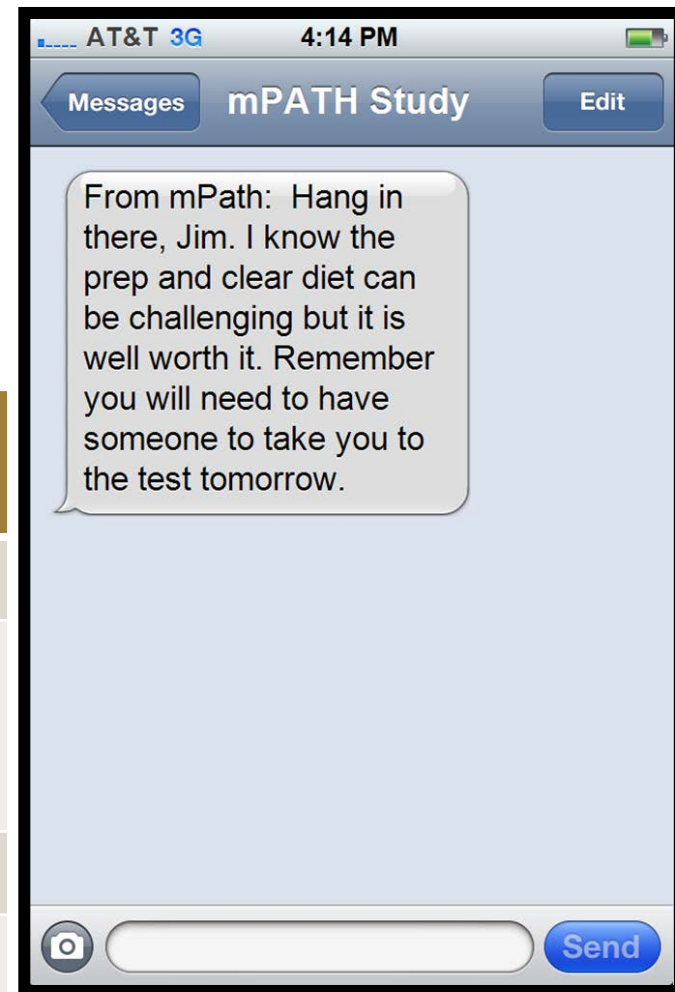 AT&T 3G 4:14 PM
Messages mPATH Study Edit
From mPath:  Hang in
there, Jim. I know the
prep and clear diet can
be challenging but it is
well worth it. Remember
you will need to have
someone to take you to
the test tomorrow.
Send